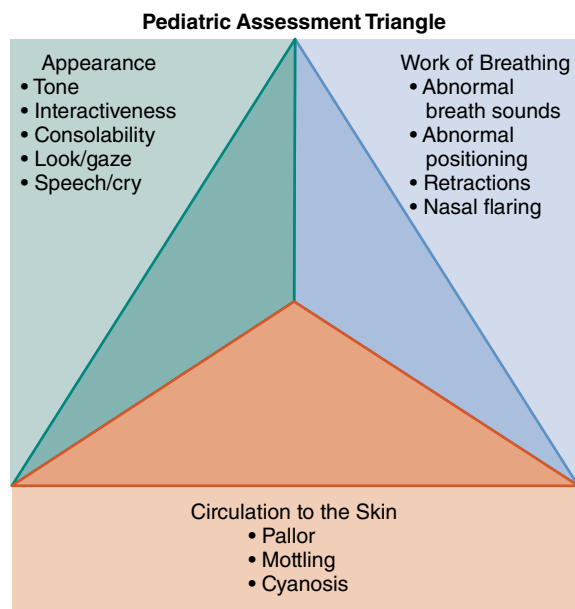 Pediatric Assessment Triangle
Appearance
• Tone
• Interactiveness
• Consolability
• Look/gaze
• Speech/cry
Work of Breathing
• Abnormal
breath sounds
• Abnormal
positioning
• Retractions
• Nasal flaring
Circulation to the Skin
• Pallor
• Mottling
• Cyanosis